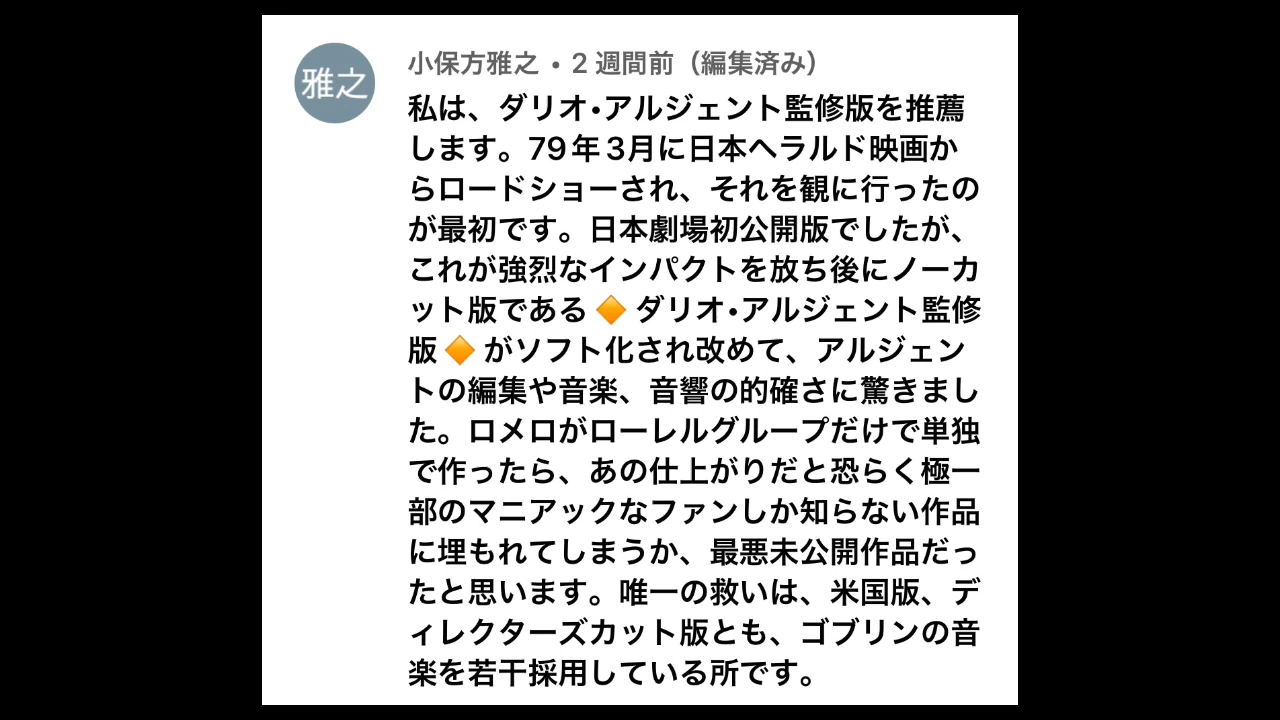 雅之
小保方雅之 • 2 週間前（編集済み）
私は、ダリオ•アルジェント監修版を推薦
します。79年3月に日本ヘラルド映画か
らロードショーされ、それを観に行ったの
が最初です。日本劇場初公開版でしたが、
これが強烈なインパクトを放ち後にノーカ
ット版である🔶ダリオ•アルジェント監修
版🔶がソフト化され改めて、アルジェン
トの編集や音楽、音響の的確さに驚きまし
た。ロメロがローレルグループだけで単独
で作ったら、あの仕上がりだと恐らく極一
部のマニアックなファンしか知らない作品
に埋もれてしまうか、最悪未公開作品だっ
たと思います。唯一の救いは、米国版、デ
ィレクターズカット版とも、ゴブリンの音
楽を若干採用している所です。